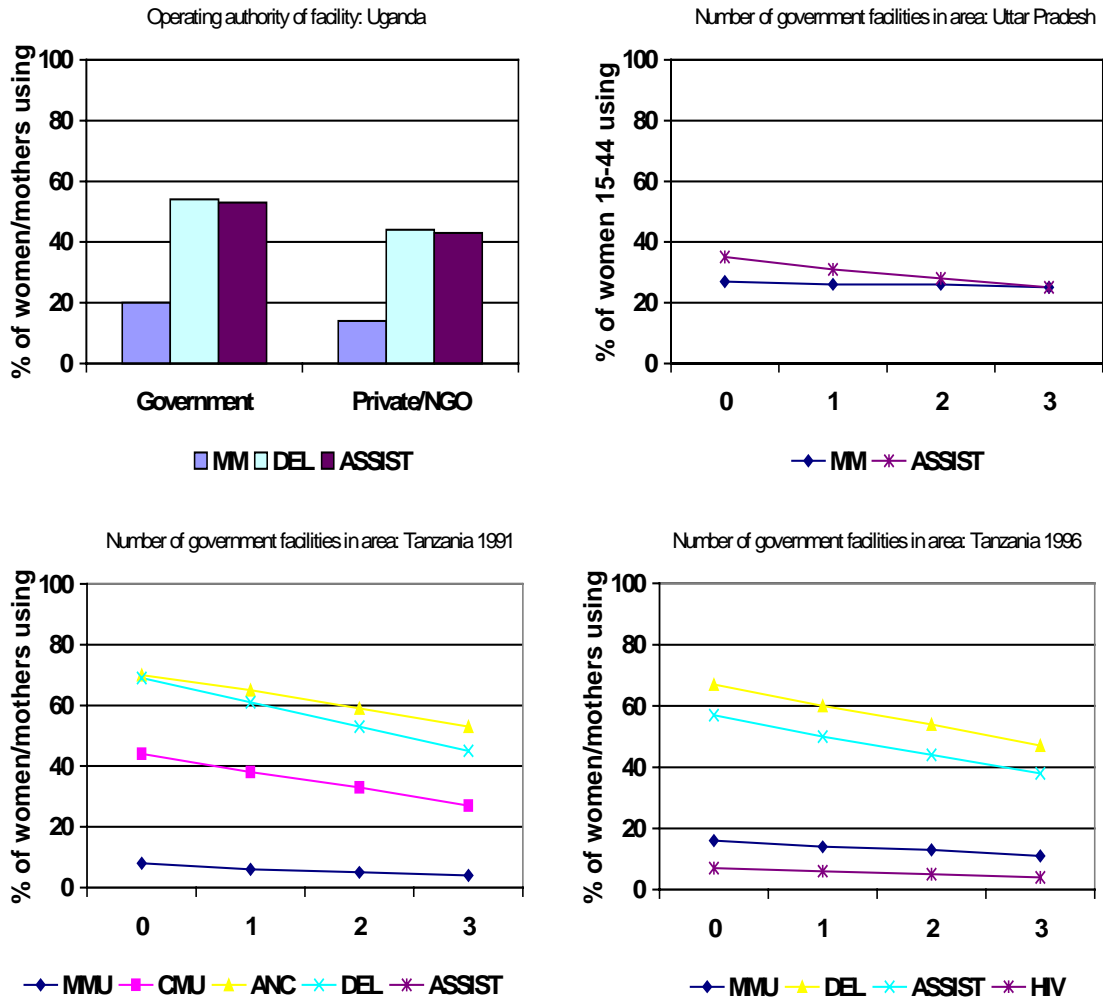 Operating authority of facility: Uganda
% of women/mothers using
100
80
60
40
20
0
Government Private/NGO
MM DEL ASSIST
Number of government facilities in area: Uttar Pradesh
% of women 15-44 using
100
80
60
40
20
0
0 1 2 3
MM ASSIST
Number of government facilities in area: Tanzania 1991
% of women/mothers using
100
80
60
40
20
0
0 1 2 3
MMU CMU ANC DEL ASSIST
Number of government facilities in area: Tanzania 1996
% of women/mothers using
100
80
60
40
20
0
0 1 2 3
MMU DEL ASSIST HIV